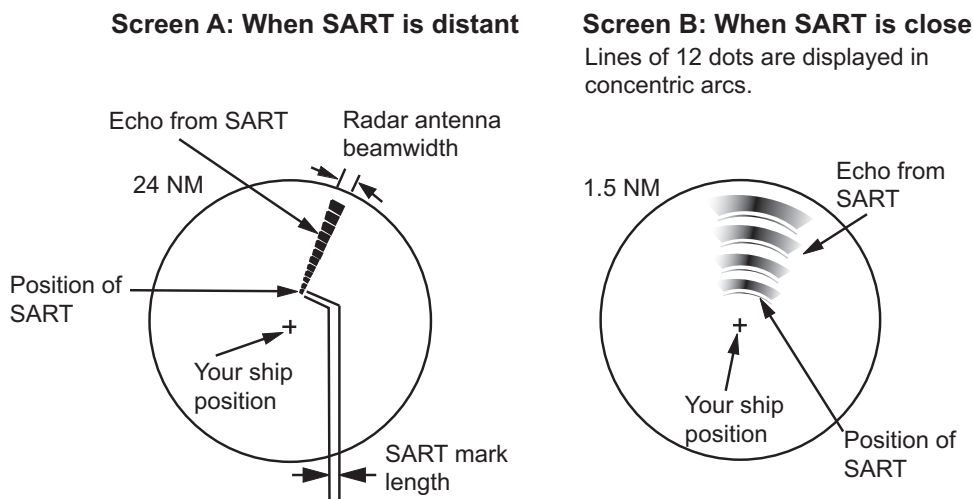 Screen A: When SART is distant
Screen B: When SART is close
Lines of 12 dots are displayed in
concentric arcs.
Echo from SART
Radar antenna
beamwidth
24 NM
Position of
SART
Your ship
position
SART mark
length
1.5 NM
Echo from
SART
Your ship
position
Position of
SART